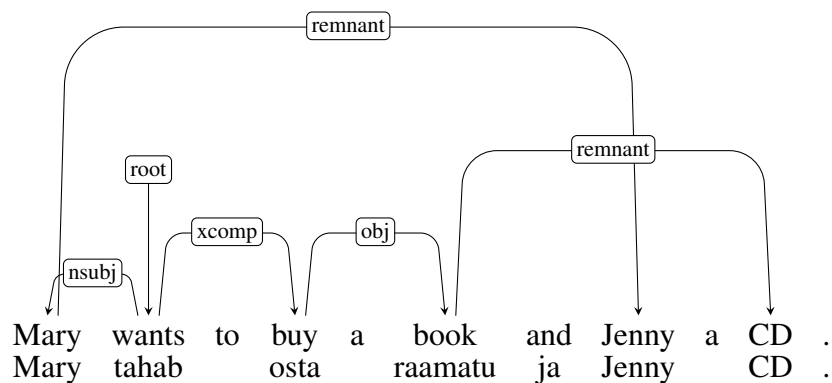 remnant
remnant
root
xcomp obj
nsubj
Mary wants to buy a book and Jenny a CD .
Mary tahab osta raamatu ja Jenny CD .